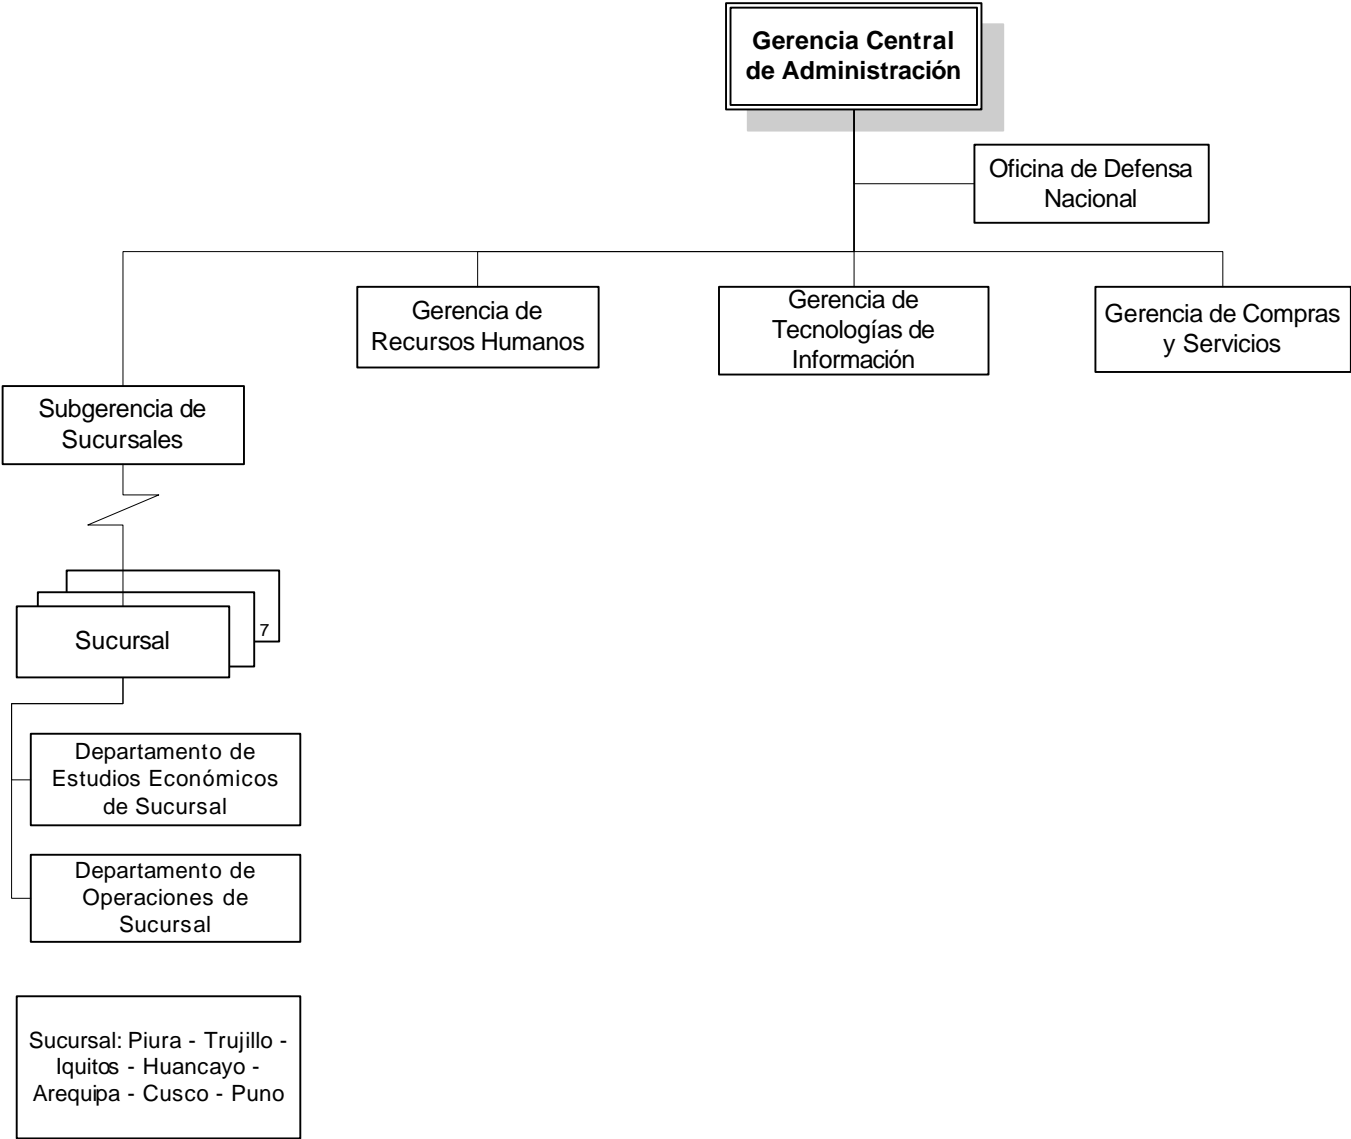 Gerencia Central
de Administración
Oficina de Defensa
Nacional
Gerencia de
Recursos Humanos
Gerencia de
Tecnologías de
Información
Gerencia de Compras
y Servicios
Subgerencia de
Sucursales
Sucursal
7
Departamento de
Estudios Económicos
de Sucursal
Departamento de
Operaciones de
Sucursal
Sucursal: Piura - Trujillo -
Iquitos - Huancayo -
Arequipa - Cusco - Puno